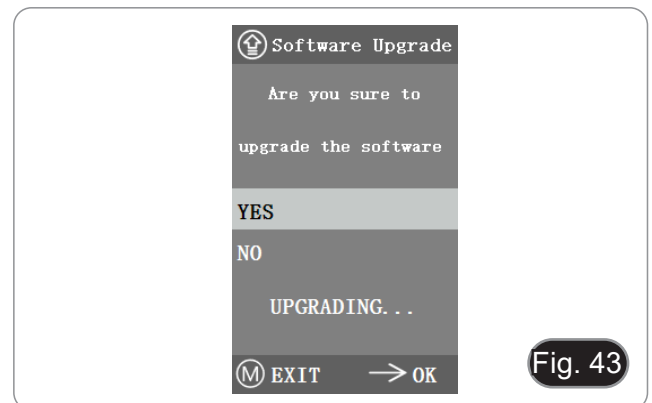 Software Upgrade
Are you sure to
upgrade the software
YES
NO
UPGRADING...
M EXIT → OK
Fig. 43